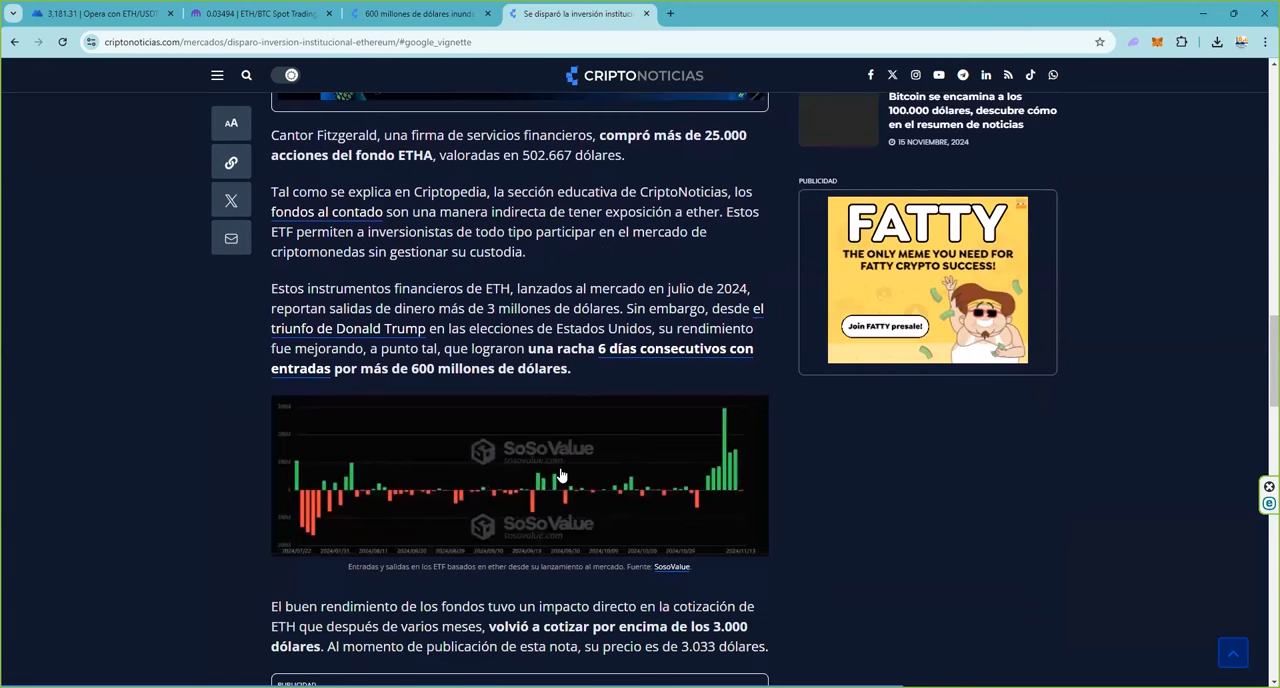 3,181.31 | Opera con ETH/USDT
0.03494 | ETH/BTC Spot Trading
600 millones de dólares inund
Se disparó la inversión instituc
criptonoticias.com/mercados/disparo-inversion-institucional-ethereum/#google_vignette
CRIPTONOTICIAS
AA
Cantor Fitzgerald, una firma de servicios financieros, compró más de 25.000
acciones del fondo ETHA, valoradas en 502.667 dólares.
Tal como se explica en Criptopedia, la sección educativa de CriptoNoticias, los
fondos al contado son una manera indirecta de tener exposición a ether. Estos
ETF permiten a inversionistas de todo tipo participar en el mercado de
criptomonedas sin gestionar su custodia.
Estos instrumentos financieros de ETH, lanzados al mercado en julio de 2024,
reportan salidas de dinero más de 3 millones de dólares. Sin embargo, desde el
triunfo de Donald Trump en las elecciones de Estados Unidos, su rendimiento
fue mejorando, a punto tal, que lograron una racha 6 días consecutivos con
entradas por más de 600 millones de dólares.
SoSoValue
sosovalue.com
SoSoValue
sosovalue.com
Entradas y salidas en los ETF basados en ether desde su lanzamiento al mercado. Fuente: SosoValue.
El buen rendimiento de los fondos tuvo un impacto directo en la cotización de
ETH que después de varios meses, volvió a cotizar por encima de los 3.000
dólares. Al momento de publicación de esta nota, su precio es de 3.033 dólares.
PUBLICIDAD
Bitcoin se encamina a los
100.000 dólares, descubre cómo
en el resumen de noticias
15 NOVIEMBRE, 2024
PUBLICIDAD
FATTY
THE ONLY MEME YOU NEED FOR
FATTY CRYPTO SUCCESS!
Join FATTY presale!